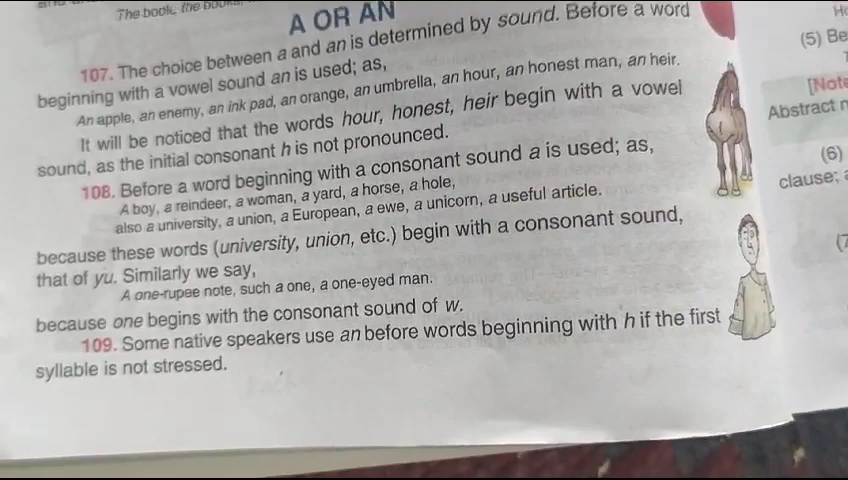 The book, the
A OR AN
107. The choice between a and an is determined by sound. Before a word
beginning with a vowel sound an is used; as,
An apple, an enemy, an ink pad, an orange, an umbrella, an hour, an honest man, an heir.
It will be noticed that the words hour, honest, heir begin with a vowel
sound, as the initial consonant h is not pronounced.
108. Before a word beginning with a consonant sound a is used; as,
A boy, a reindeer, a woman, a yard, a horse, a hole,
also a university, a union, a European, a ewe, a unicorn, a useful article.
because these words (university, union, etc.) begin with a consonant sound,
that of yu. Similarly we say,
A one-rupee note, such a one, a one-eyed man.
because one begins with the consonant sound of w.
109. Some native speakers use an before words beginning with h if the first
syllable is not stressed.
(5) Be
[Note
Abstract n
(6)
clause;
(7